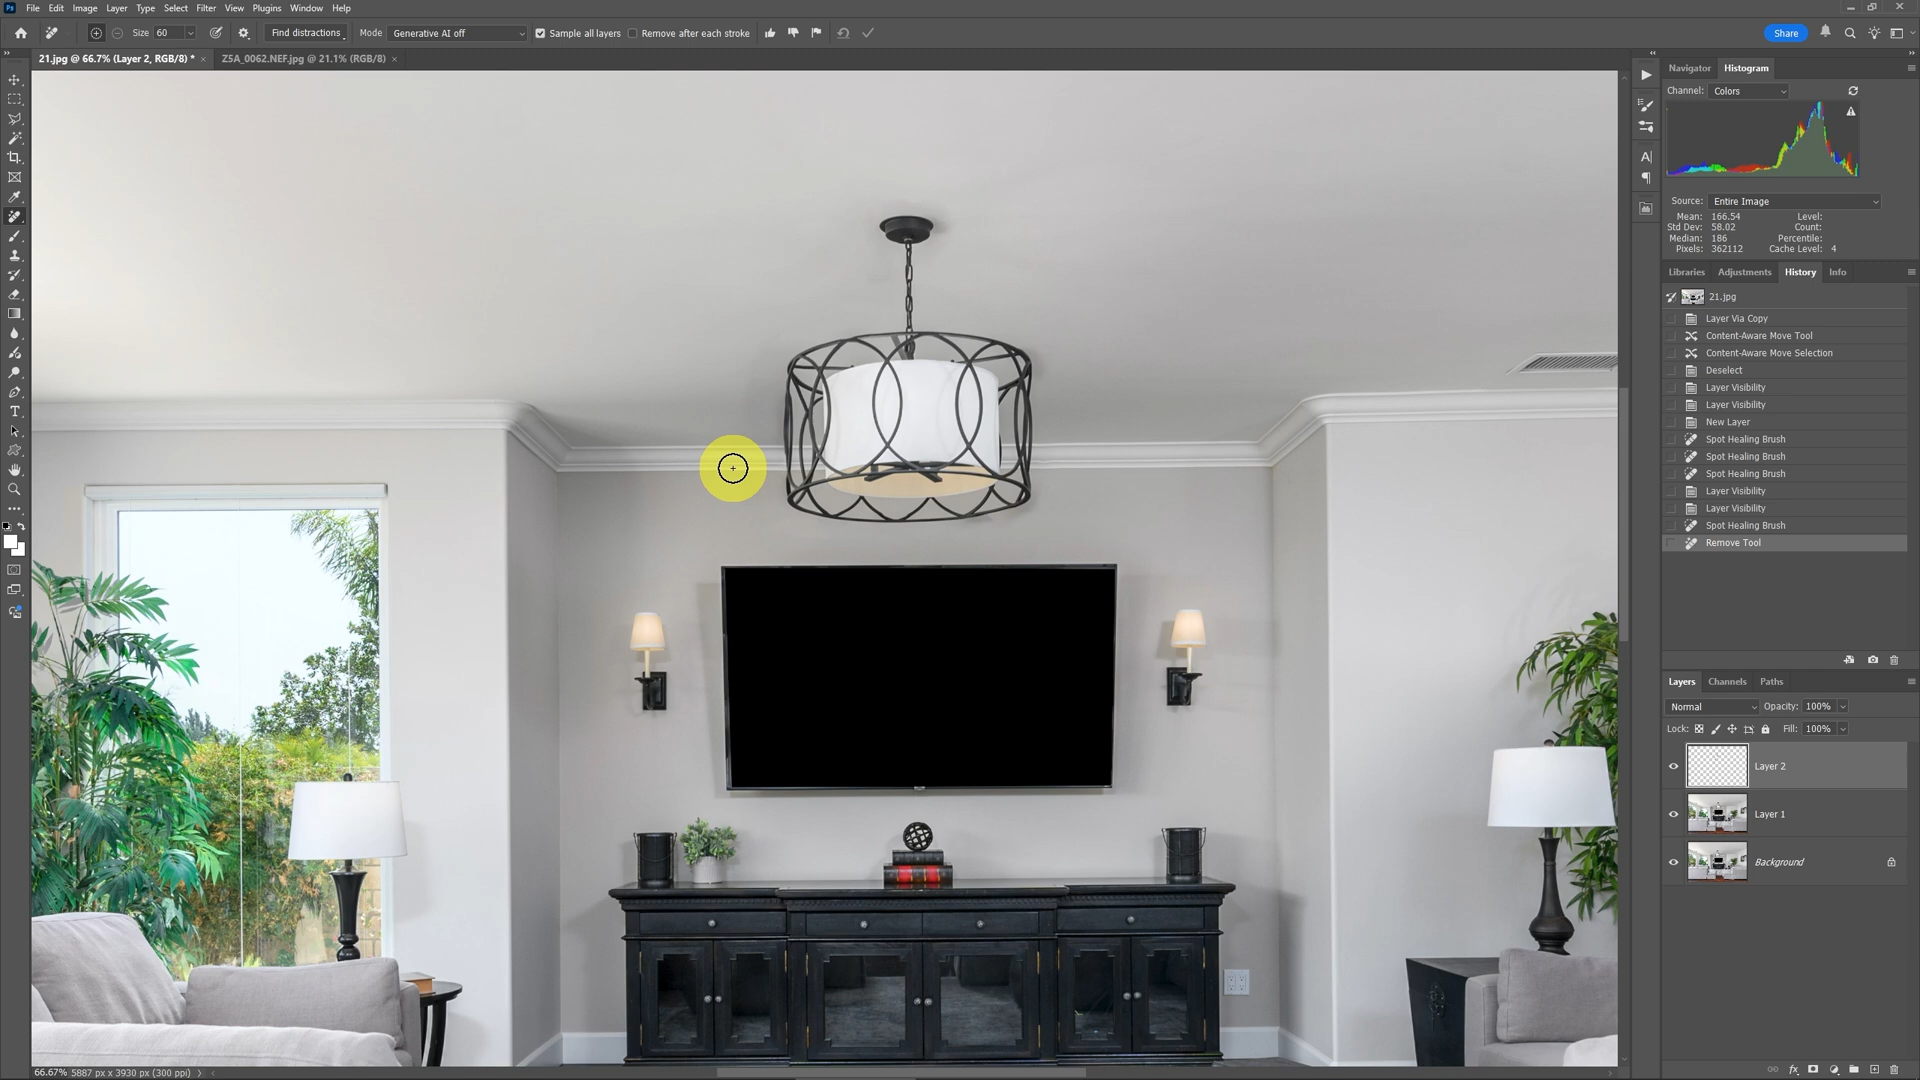 Ps File Edit Image Layer Type Select Filter View Plugins Window Help
Size 60 Find distractions Mode Generative AI off Sample all layers Remove after each stroke Share
21.jpg @ 66.7% (Layer 2, RGB/8) * × Z5A_0062.NEF.jpg @ 21.1% (RGB/8) ×
Navigator Histogram
Channel: Colors
Source: Entire Image
Mean: 166.54 Level:
Std Dev: 58.02 Count:
Median: 186 Percentile:
Pixels: 362112 Cache Level: 4
Libraries Adjustments History Info
21.jpg
Layer Via Copy
Content-Aware Move Tool
Content-Aware Move Selection
Deselect
Layer Visibility
Layer Visibility
New Layer
Spot Healing Brush
Spot Healing Brush
Spot Healing Brush
Layer Visibility
Layer Visibility
Spot Healing Brush
Remove Tool
Layers Channels Paths
Normal Opacity: 100%
Lock: Fill: 100%
Layer 2
Layer 1
Background
66.67% 5887 px x 3930 px (300 ppi)